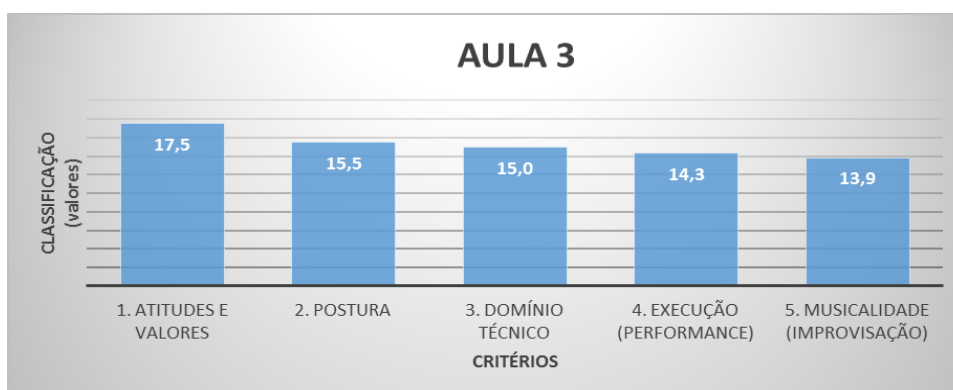 AULA 3
CLASSIFICAÇÃO
(valores)
17,5
15,5
15,0
14,3
13,9
1. ATITUDES E
VALORES
2. POSTURA
3. DOMÍNIO
TÉCNICO
4. EXECUÇÃO
(PERFORMANCE)
5. MUSICALIDADE
(IMPROVISAÇÃO)
CRITÉRIOS